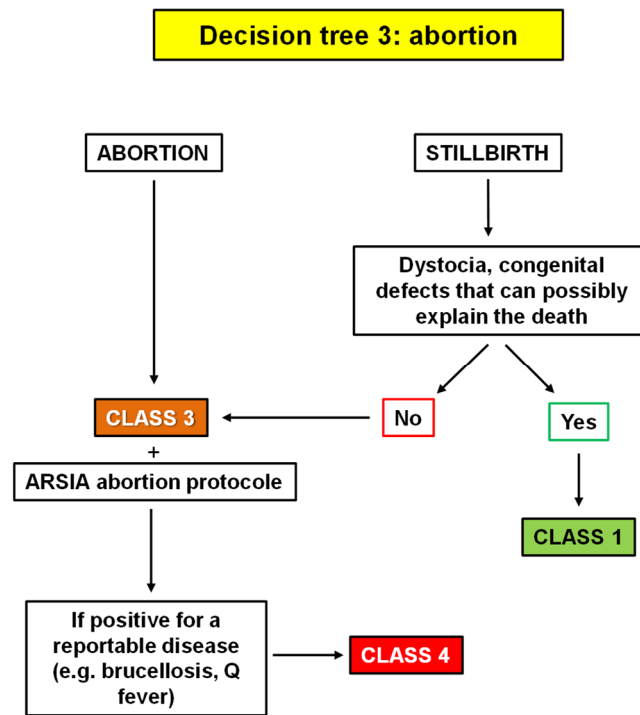 Decision tree 3: abortion
ABORTION
STILLBIRTH
Dystocia, congenital
defects that can possibly
explain the death
CLASS 3
No
Yes
+
ARSIA abortion protocole
CLASS 1
If positive for a
reportable disease
(e.g. brucellosis, Q
fever)
CLASS 4